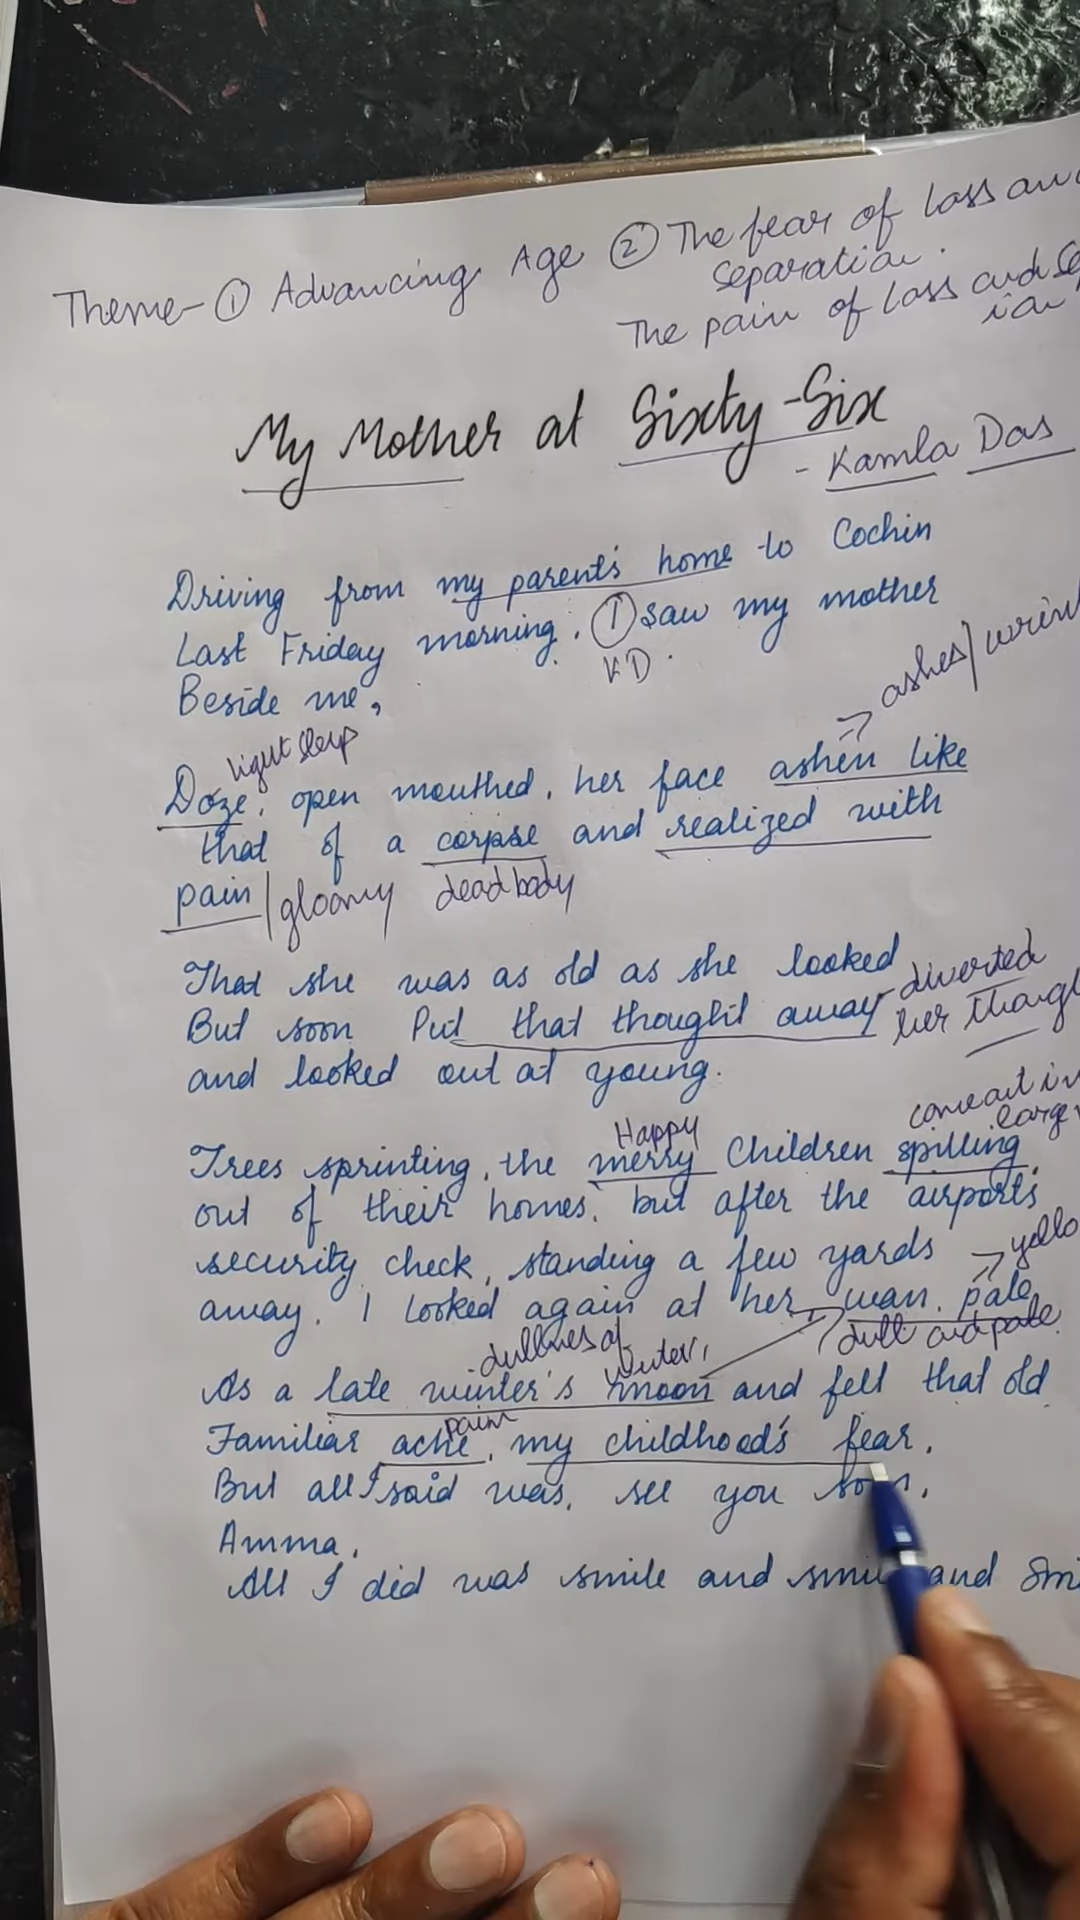 Theme- ① Advancing Age ② The fear of loss and
separation.
The pain of loss and
My Mother at Sixty-Six
- Kamla Das
Driving from my parent's home to Cochin
Last Friday morning. I saw my mother
KD.
Beside me,
ashes/
light sleep
Doze, open mouthed, her face ashen like
that of a corpse and realized with
pain/gloomy dead body
That she was as old as she looked
But soon Put that thought away - diverted
her
and looked out at young.
Happy
Trees sprinting, the merry Children spilling
out of their homes, but after the airport's
security check, standing a few yards
away. I looked again at her wan. pale
dull and pale
dullness of winter,
As a late winter's moon and felt that old
pain
Familiar ache, my childhood's fear.
But all I said was, see you soon,
Amma,
All I did was smile and smile and